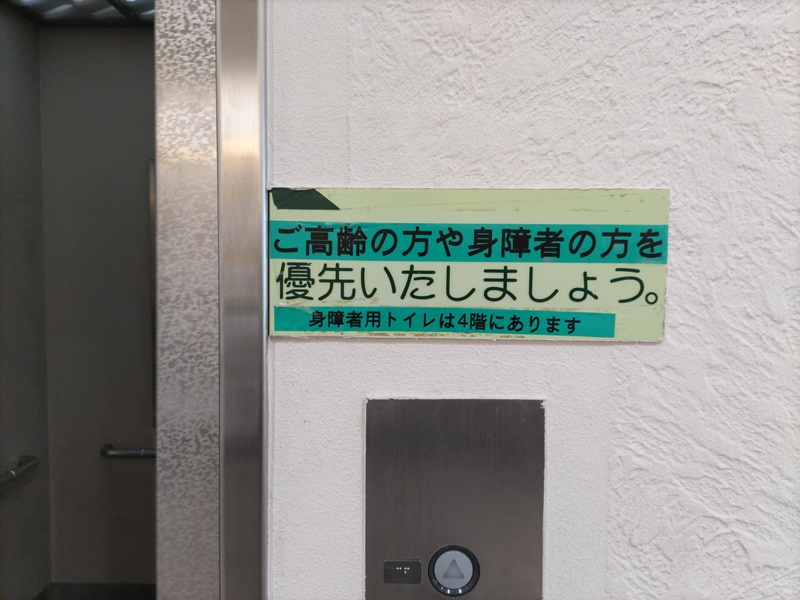 ご高齢の方や身障者の方を
優先いたしましょう。
身障者用トイレは4階にあります